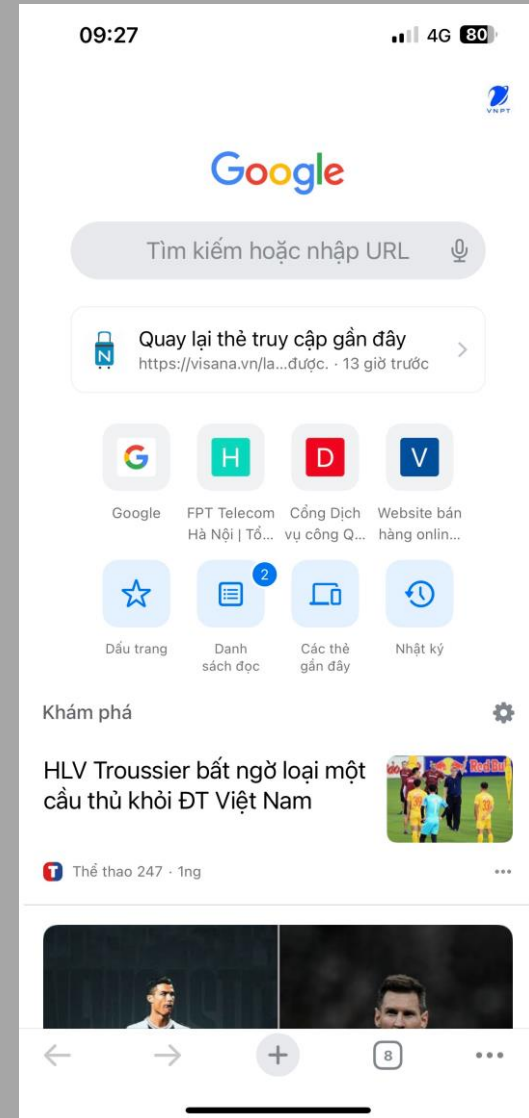 09:27
4G 80
VNPT
Google
Tìm kiếm hoặc nhập URL
Quay lại thẻ truy cập gần đây
https://visana.vn/la...được. · 13 giờ trước
N
H
D
V
Google
FPT Telecom
Hà Nội | Tổ...
Cổng Dịch
vụ công Q...
Website bán
hàng onlin...
2
Dấu trang
Danh
sách đọc
Các thẻ
gần đây
Nhật ký
Khám phá
HLV Troussier bất ngờ loại một
cầu thủ khỏi ĐT Việt Nam
Red Bull
T Thể thao 247 · 1ng
8